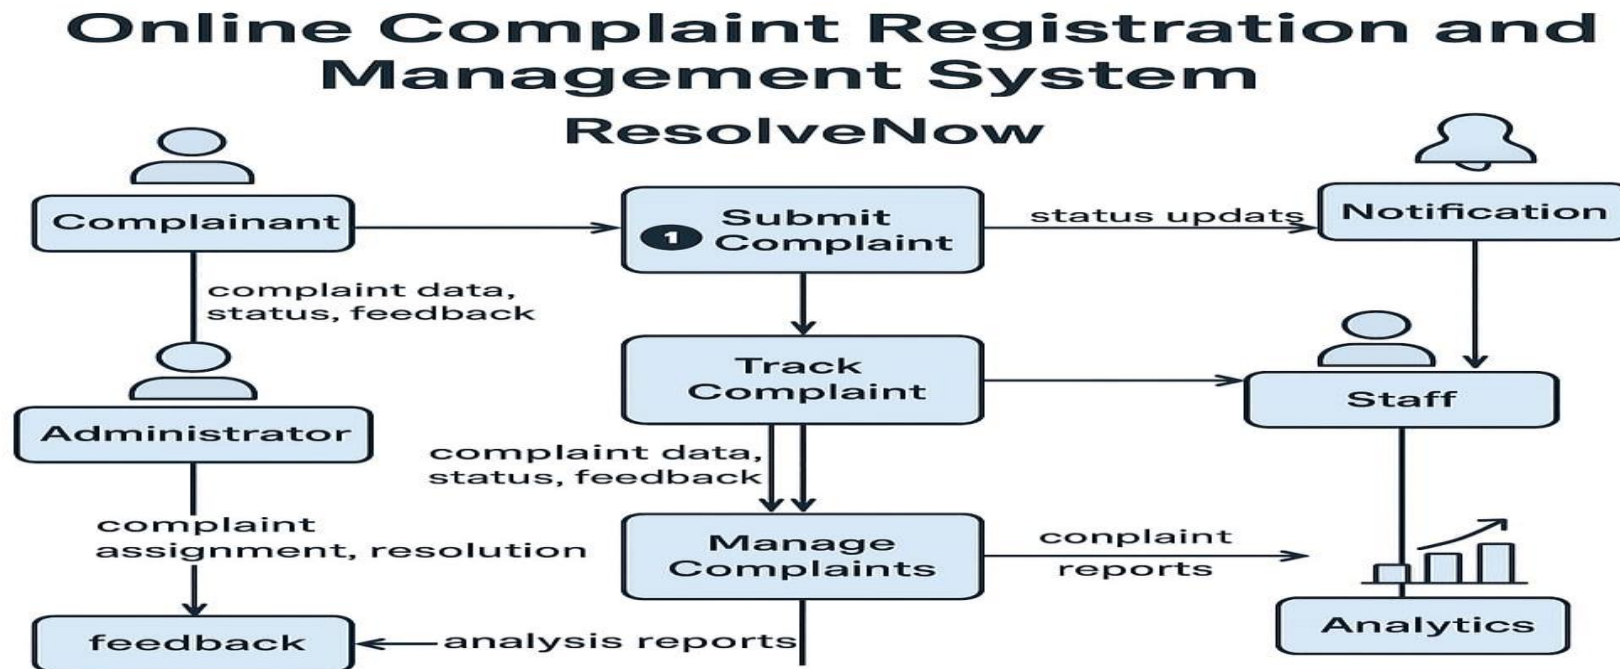 Online Complaint Registration and
Management System
ResolveNow
Complainant
1
Submit
Complaint
status updats
Notification
complaint data,
status, feedback
Track
Complaint
Staff
Administrator
complaint data,
status, feedback
complaint
assignment, resolution
Manage
Complaints
conplaint
reports
Analytics
feedback
analysis reports